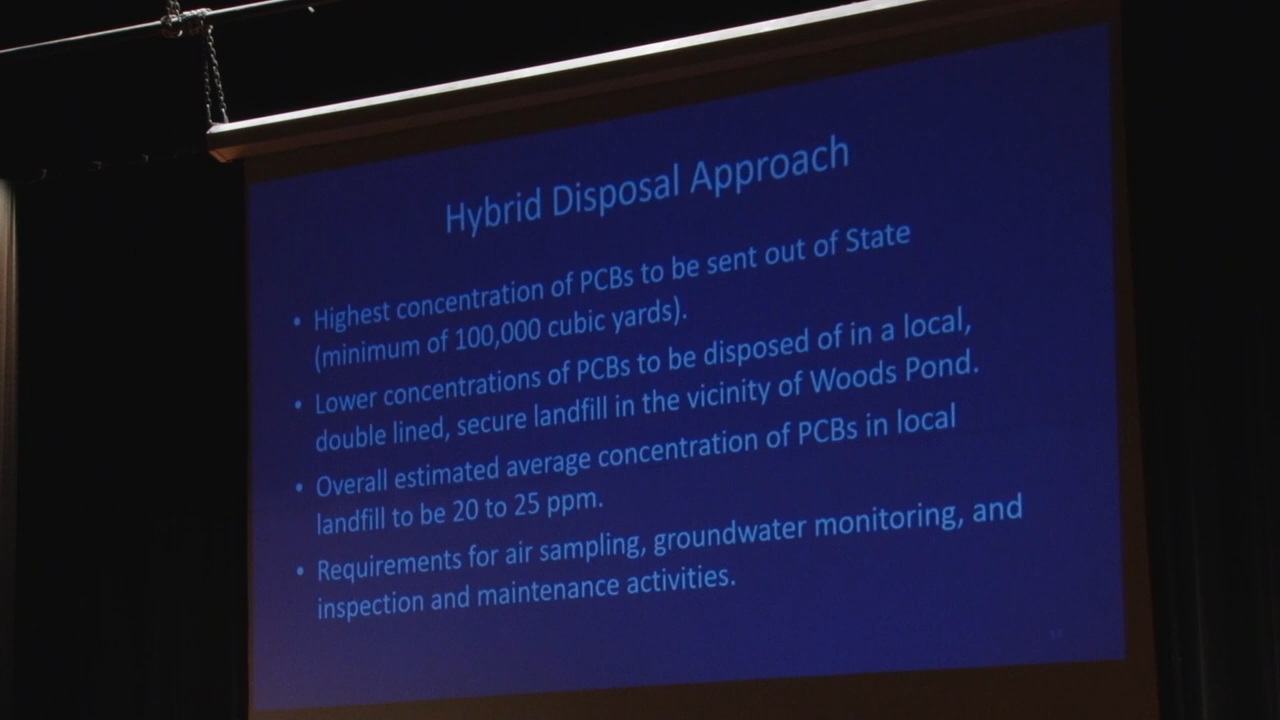 Hybrid Disposal Approach
• Highest concentration of PCBs to be sent out of State
(minimum of 100,000 cubic yards).
• Lower concentrations of PCBs to be disposed of in a local,
double lined, secure landfill in the vicinity of Woods Pond.
• Overall estimated average concentration of PCBs in local
landfill to be 20 to 25 ppm.
• Requirements for air sampling, groundwater monitoring, and
inspection and maintenance activities.